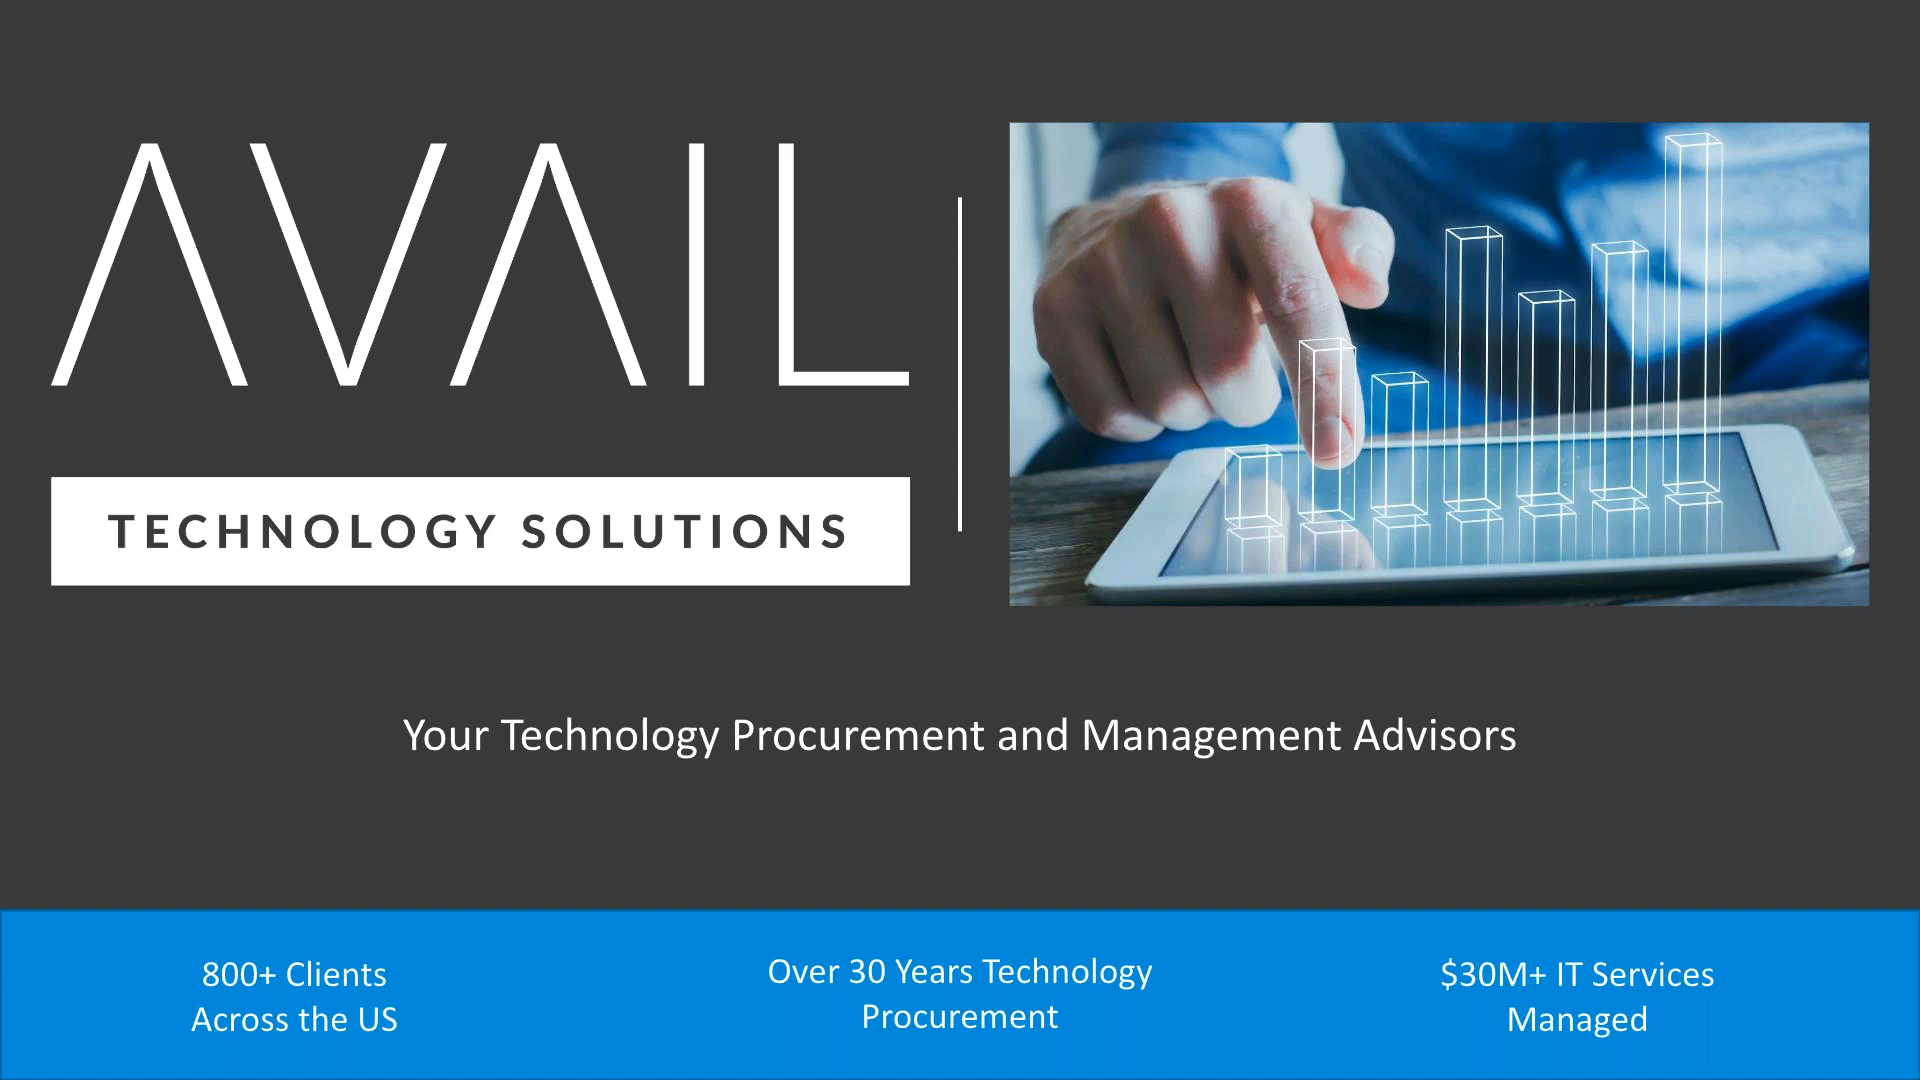 AVAIL
TECHNOLOGY SOLUTIONS
Your Technology Procurement and Management Advisors
800+ Clients
Across the US
Over 30 Years Technology
Procurement
$30M+ IT Services
Managed